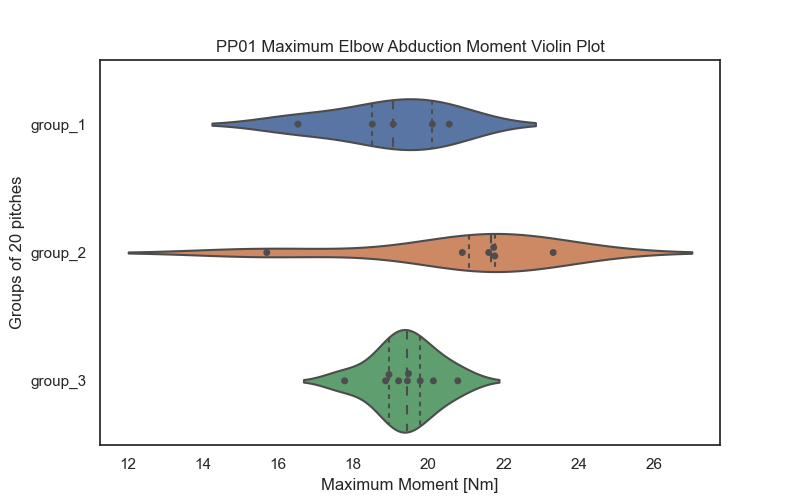 PP01 Maximum Elbow Abduction Moment Violin Plot
Groups of 20 pitches
group_1
group_2
group_3
12 14 16 18 20 22 24 26
Maximum Moment [Nm]